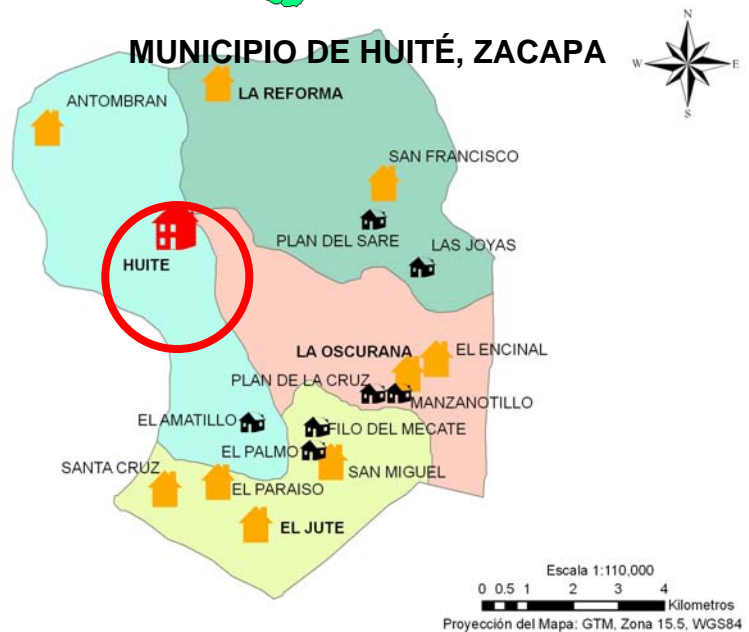 MUNICIPIO DE HUITÉ, ZACAPA
N
W
E
S
ANTOMBRAN
LA REFORMA
SAN FRANCISCO
PLAN DEL SARE
LAS JOYAS
HUITE
LA OSCURANA
EL ENCINAL
PLAN DE LA CRUZ
MANZANOTILLO
EL AMATILLO
FILO DEL MECATE
EL PALMO
SANTA CRUZ
SAN MIGUEL
EL PARAISO
EL JUTE
Escala 1:110,000
0 0.5 1 2 3 4
Kilometros
Proyección del Mapa: GTM, Zona 15.5, WGS84